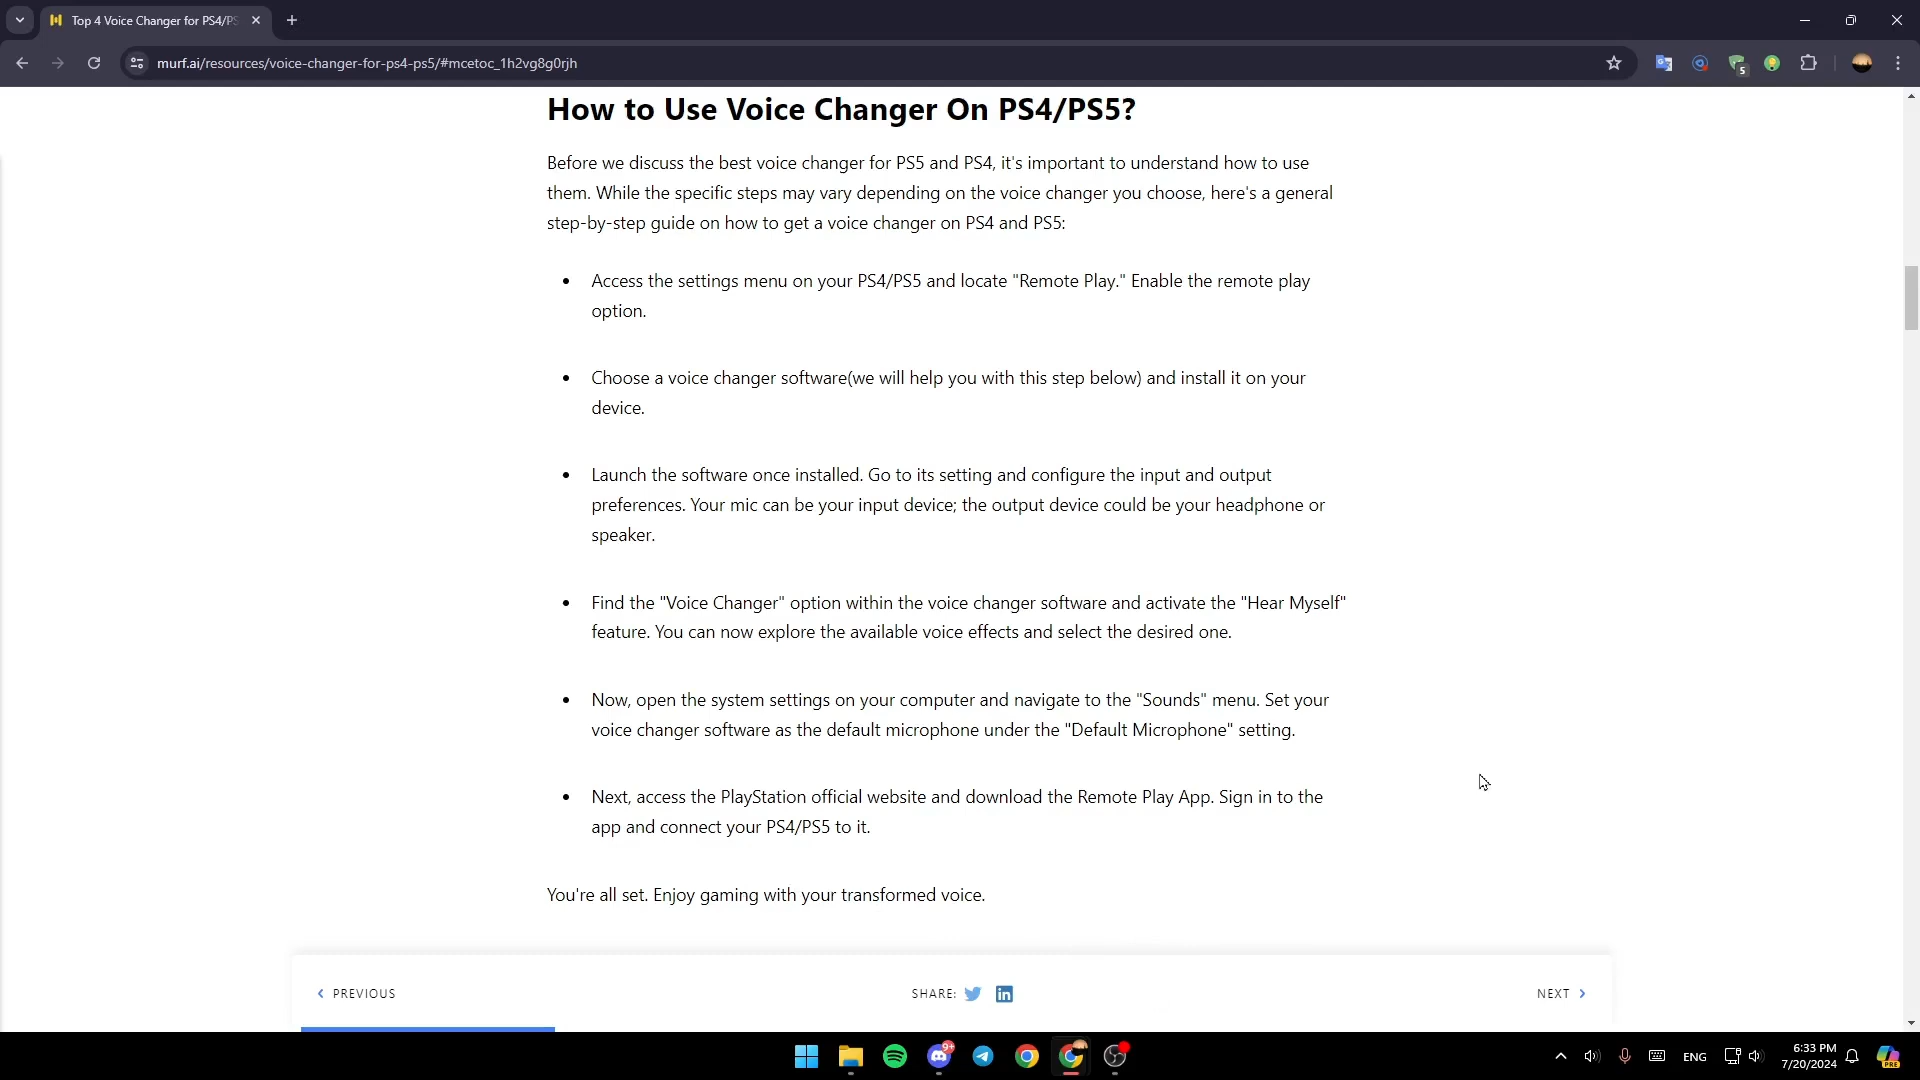 Top 4 Voice Changer for PS4/PS
murf.ai/resources/voice-changer-for-ps4-ps5/#mcetoc_1h2vg8g0rjh
5
How to Use Voice Changer On PS4/PS5?
Before we discuss the best voice changer for PS5 and PS4, it's important to understand how to use
them. While the specific steps may vary depending on the voice changer you choose, here's a general
step-by-step guide on how to get a voice changer on PS4 and PS5:
• Access the settings menu on your PS4/PS5 and locate "Remote Play." Enable the remote play
option.
• Choose a voice changer software(we will help you with this step below) and install it on your
device.
• Launch the software once installed. Go to its setting and configure the input and output
preferences. Your mic can be your input device; the output device could be your headphone or
speaker.
• Find the "Voice Changer" option within the voice changer software and activate the "Hear Myself"
feature. You can now explore the available voice effects and select the desired one.
• Now, open the system settings on your computer and navigate to the "Sounds" menu. Set your
voice changer software as the default microphone under the "Default Microphone" setting.
• Next, access the PlayStation official website and download the Remote Play App. Sign in to the
app and connect your PS4/PS5 to it.
You're all set. Enjoy gaming with your transformed voice.
PREVIOUS
SHARE:
NEXT
9+
ENG
6:33 PM
7/20/2024
PRE